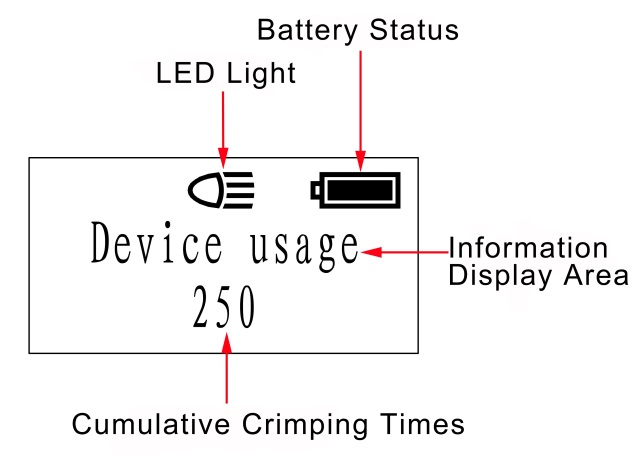 Battery Status
LED Light
Device usage
Information
Display Area
250
Cumulative Crimping Times